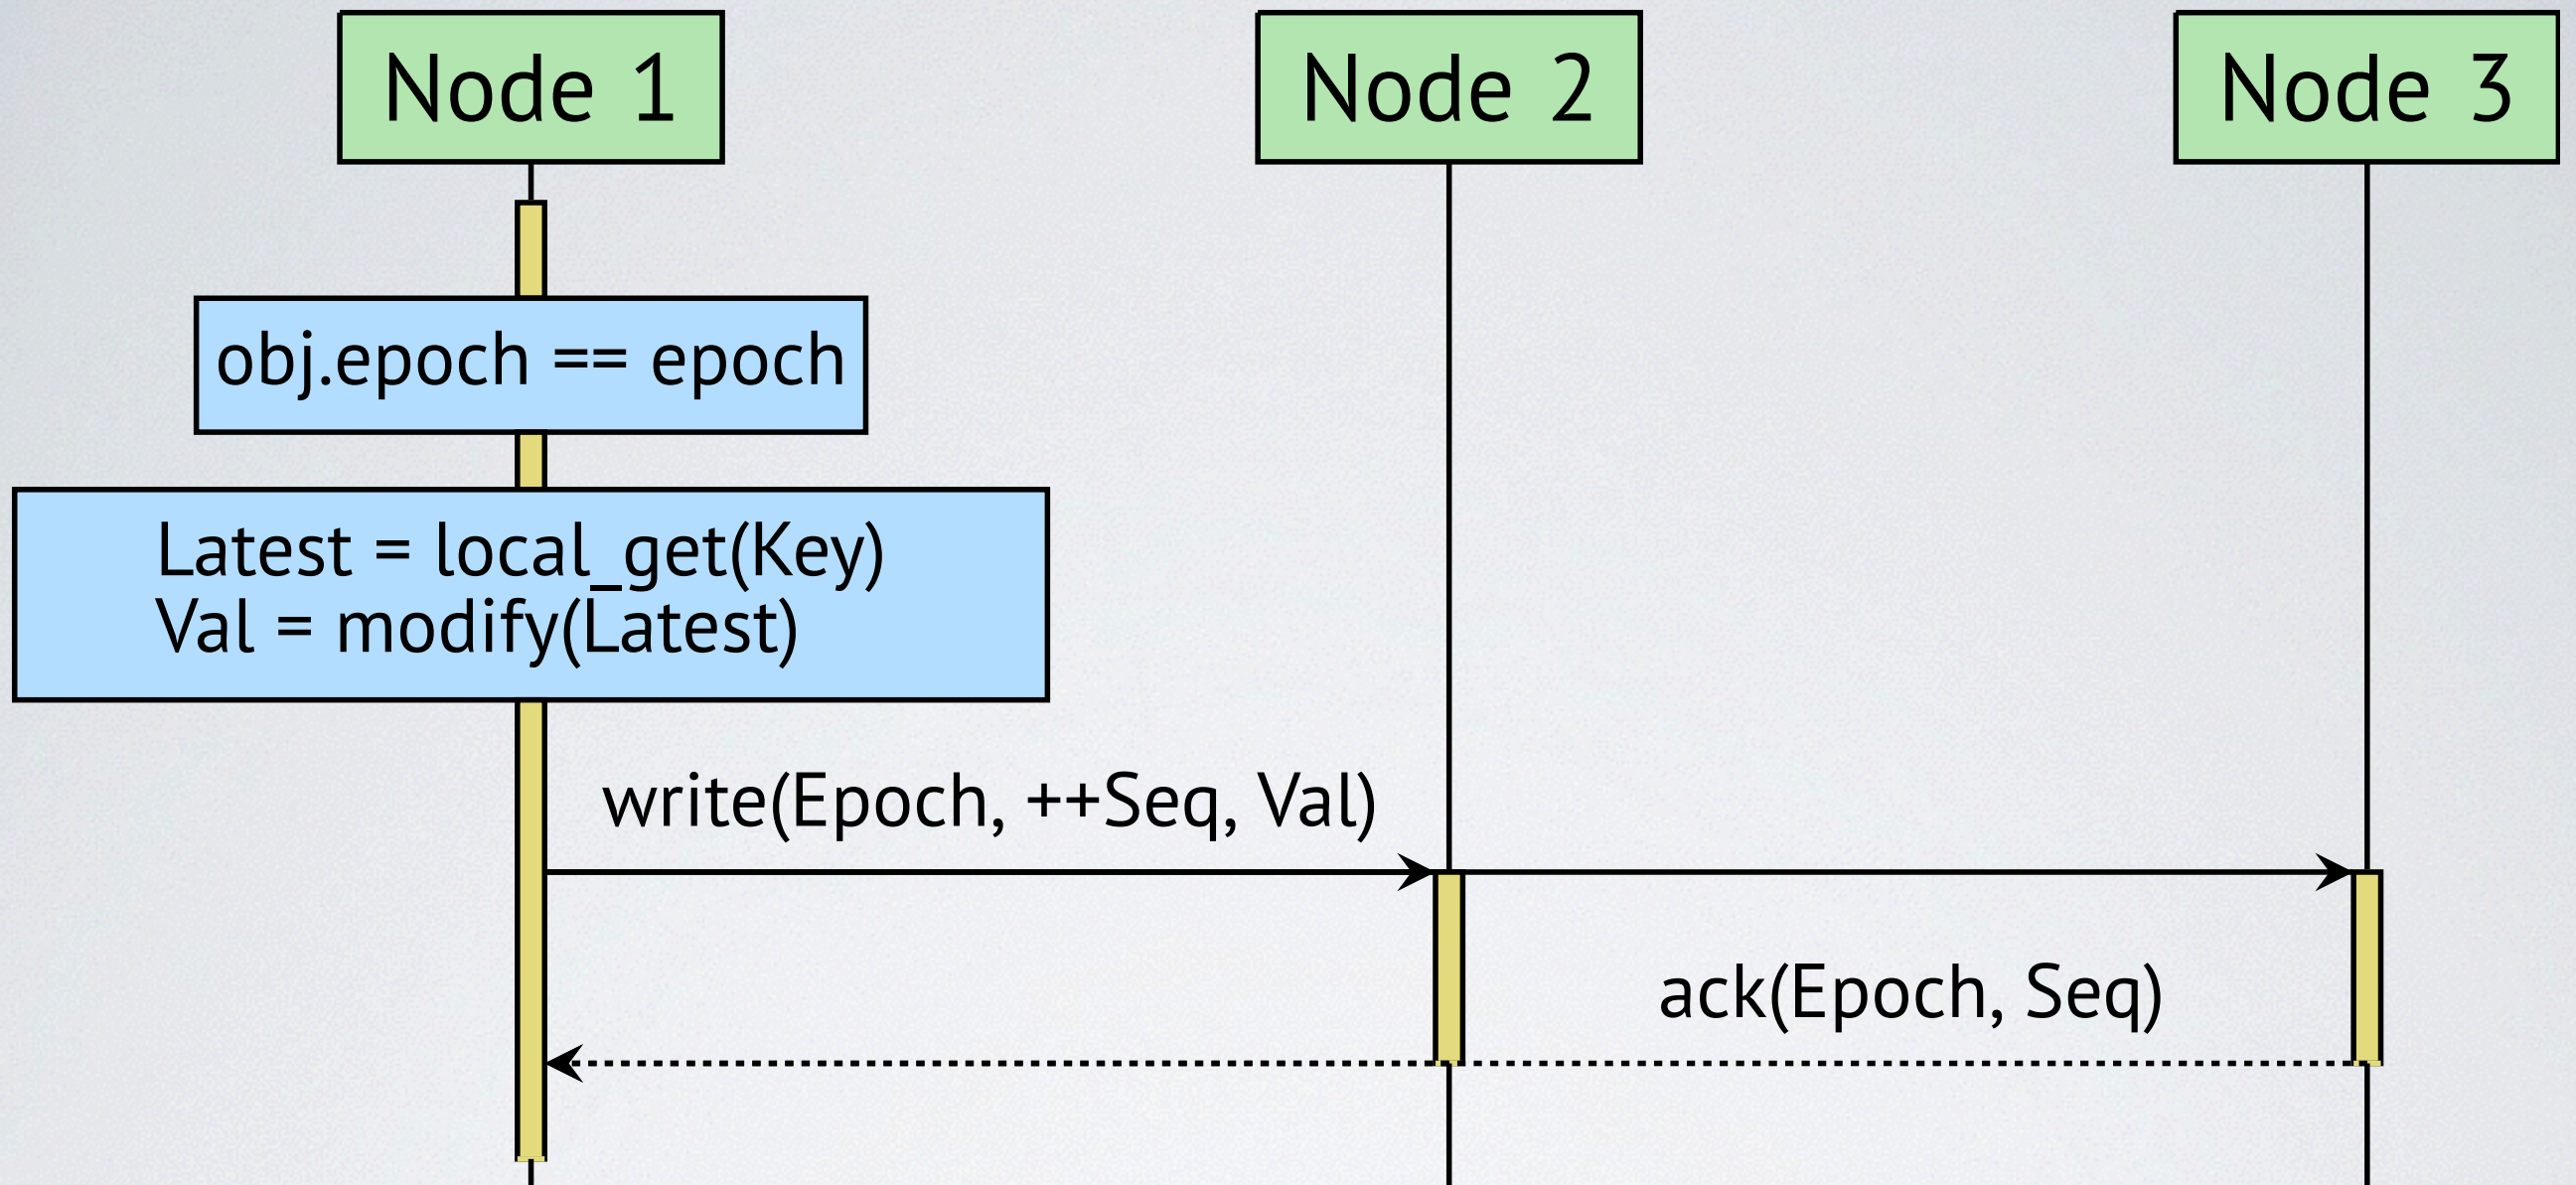 Node 1
Node 2
Node 3
obj.epoch == epoch
Latest = local_get(Key)
Val = modify(Latest)
write(Epoch, ++Seq, Val)
ack(Epoch, Seq)